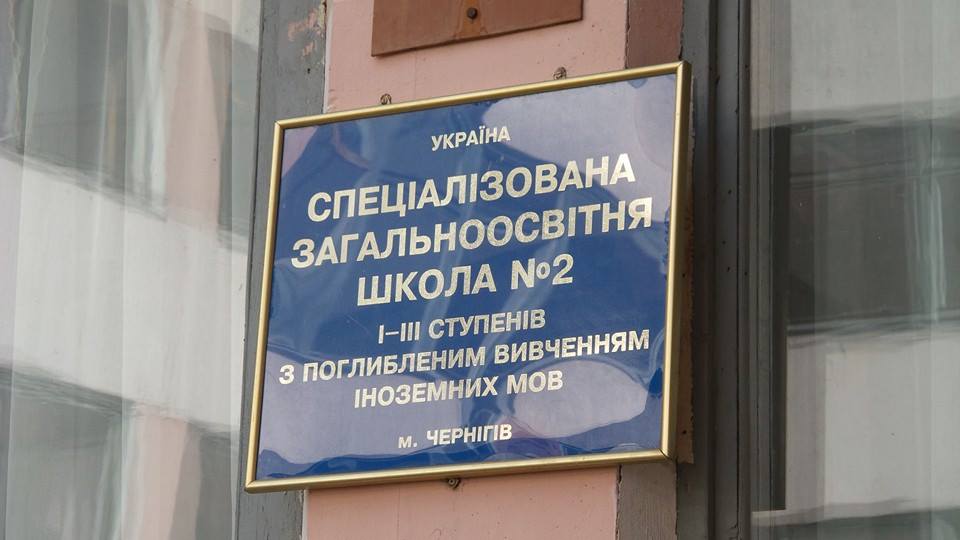 УКРАЇНА
СПЕЦІАЛІЗОВАНА
ЗАГАЛЬНООСВІТНЯ
ШКОЛА №2
І–ІІІ СТУПЕНІВ
З ПОГЛИБЛЕНИМ ВИВЧЕННЯМ
ІНОЗЕМНИХ МОВ
м. ЧЕРНІГІВ